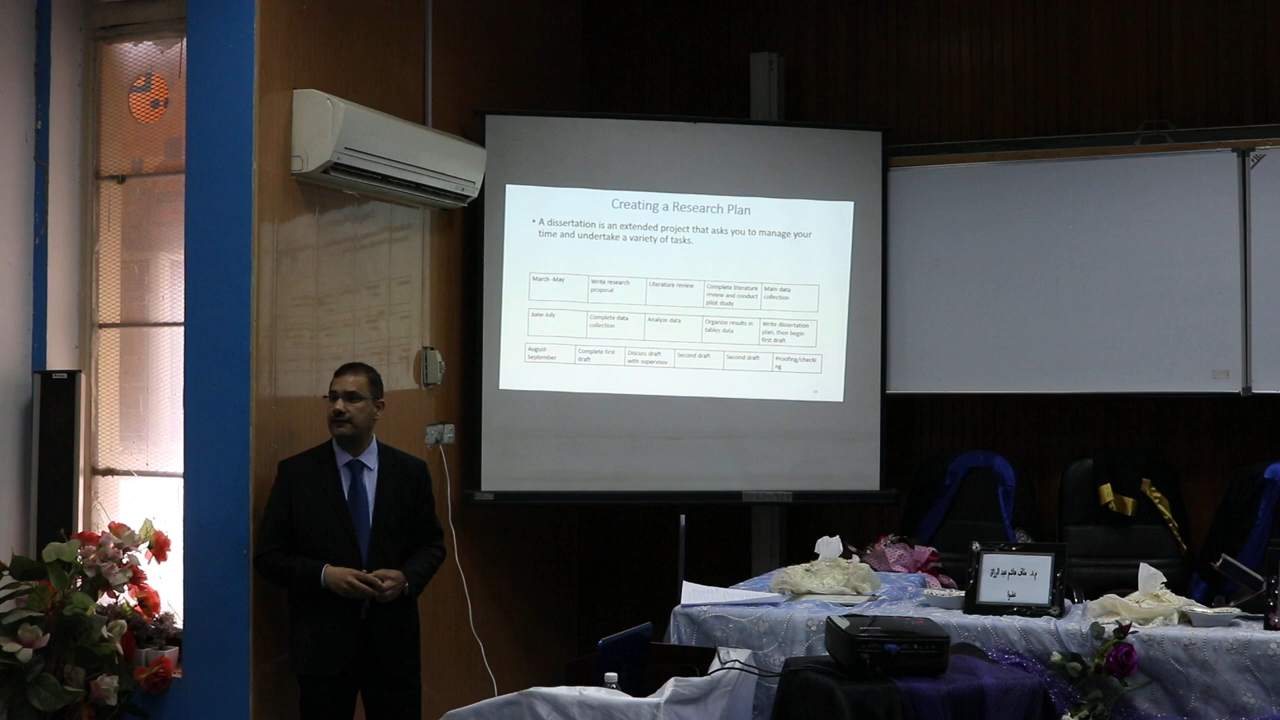 Creating a Research Plan
• A dissertation is an extended project that asks you to manage your
time and undertake a variety of tasks.
March -May
Write research
proposal
Literature review
Complete literature
review and conduct
pilot study
Main data
collection
June July
Complete data
collection
Analyze data
Organize results in
tables data
Write dissertation
plan, then begin
first draft
August-
September
Complete first
draft
Discuss draft
with supervisor
Second draft
Second draft
Proofing/checki
ng
عضوا